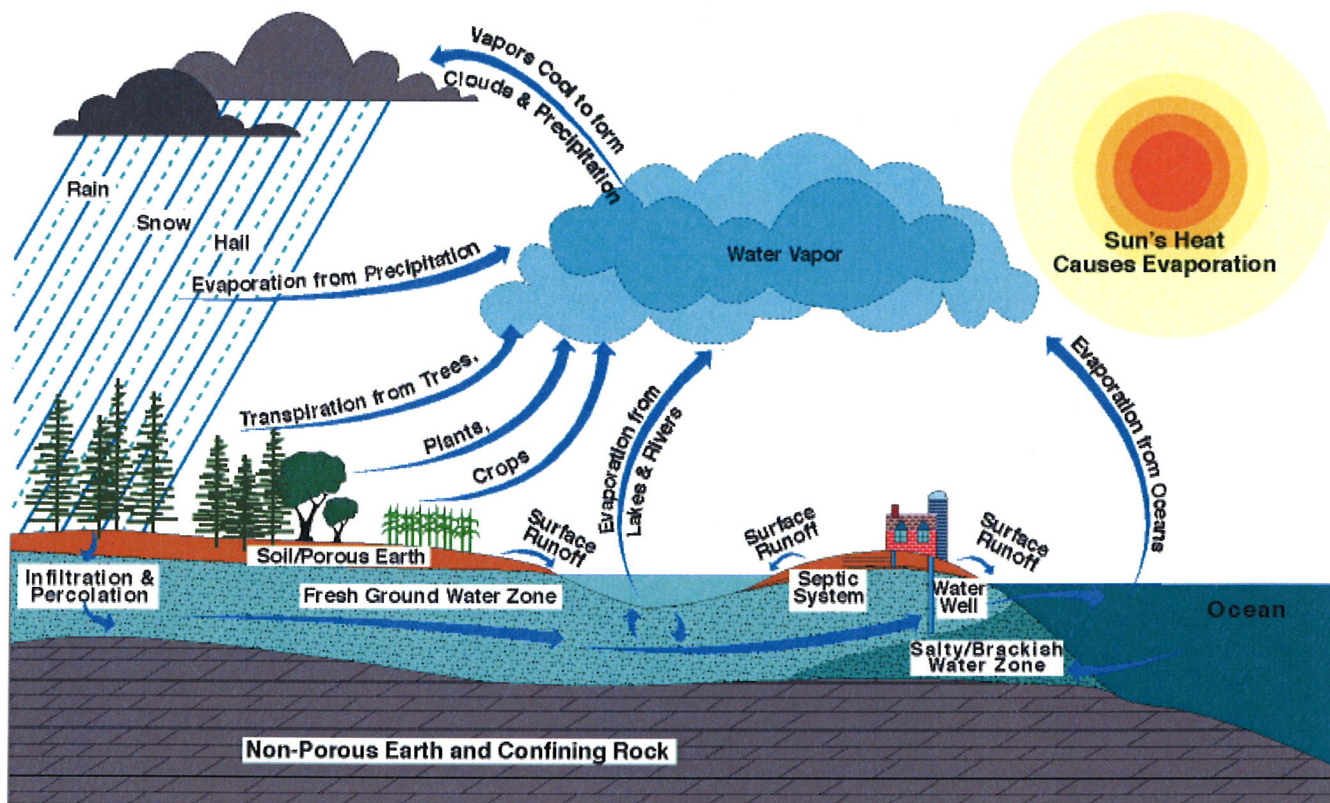 Vapors Cool to form
Clouds & Precipitation
Rain
Snow
Hail
Water Vapor
Sun's Heat
Causes Evaporation
Evaporation from Precipitation
Transpiration from Trees,
Plants,
Crops
Evaporation from
Lakes & Rivers
Evaporation from Oceans
Surface
Runoff
Surface
Runoff
Surface
Runoff
Soil/Porous Earth
Infiltration &
Percolation
Fresh Ground Water Zone
Septic
System
Water
Well
Ocean
Salty/Brackish
Water Zone
Non-Porous Earth and Confining Rock